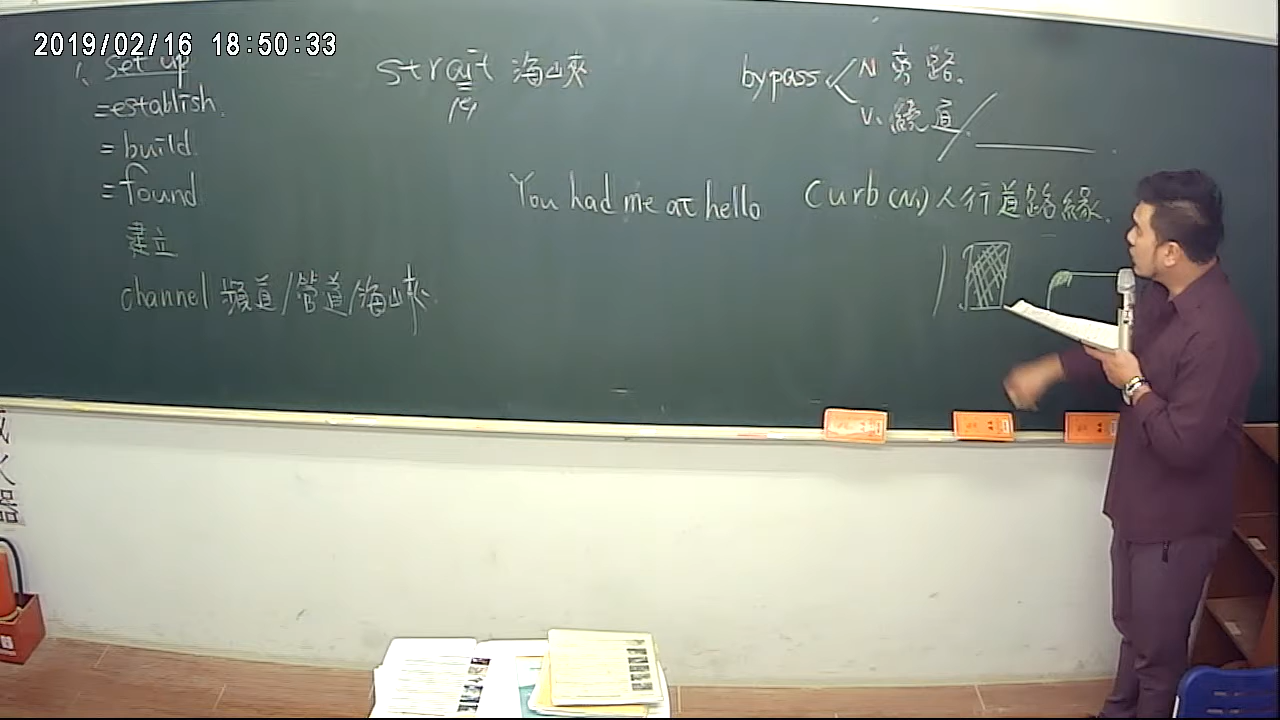 2019/02/16 18:50:33
1、set up
=establish.
= build.
= found
建立
channel 頻道/管道/海峽.
strait 海峽
[e]
You had me at hello
bypass N 旁路.
V. 繞道/
curb (N.) 人行道路緣.
火
器